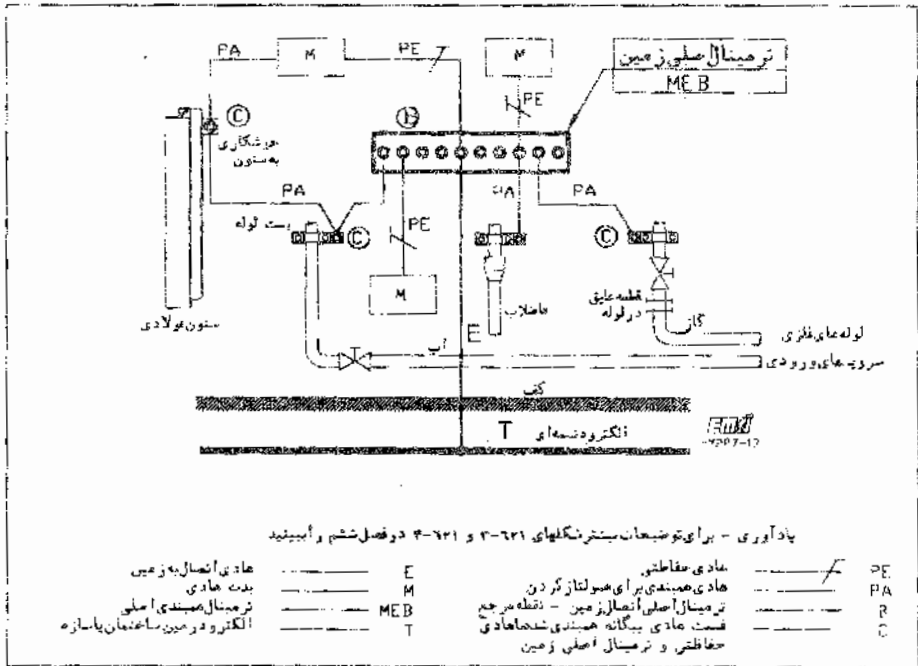 PA
M
PE
M
ترمینال اصلی زمین
MEB
PE
C
B
جوشکاری
به ستون
PA
PA
PA
بست لوله
C
PE
C
M
فاضلاب
قطعه عایق
در لوله
گاز
ستون فولادی
E
لوله‌های فلزی
آب
سرویسهای ورودی
کف
T
الکترود تسمه‌ای
یادآوری - برای توضیحات بیشتر شکلهای ۶۲۱-۳ و ۶۲۱-۴ در فصل ششم را ببینید
PE هادی حفاظتی
PA هادی همبندی برای همولتاژ کردن
B ترمینال اصلی اتصال زمین - نقطه مرجع
C قسمت هادی بیگانه همبندی شده با هادی
حفاظتی و ترمینال اصلی زمین
E هادی اتصال به زمین
M بدنه هادی
MEB ترمینال همبندی اصلی
T الکترود زمین ساختمان یا سازه